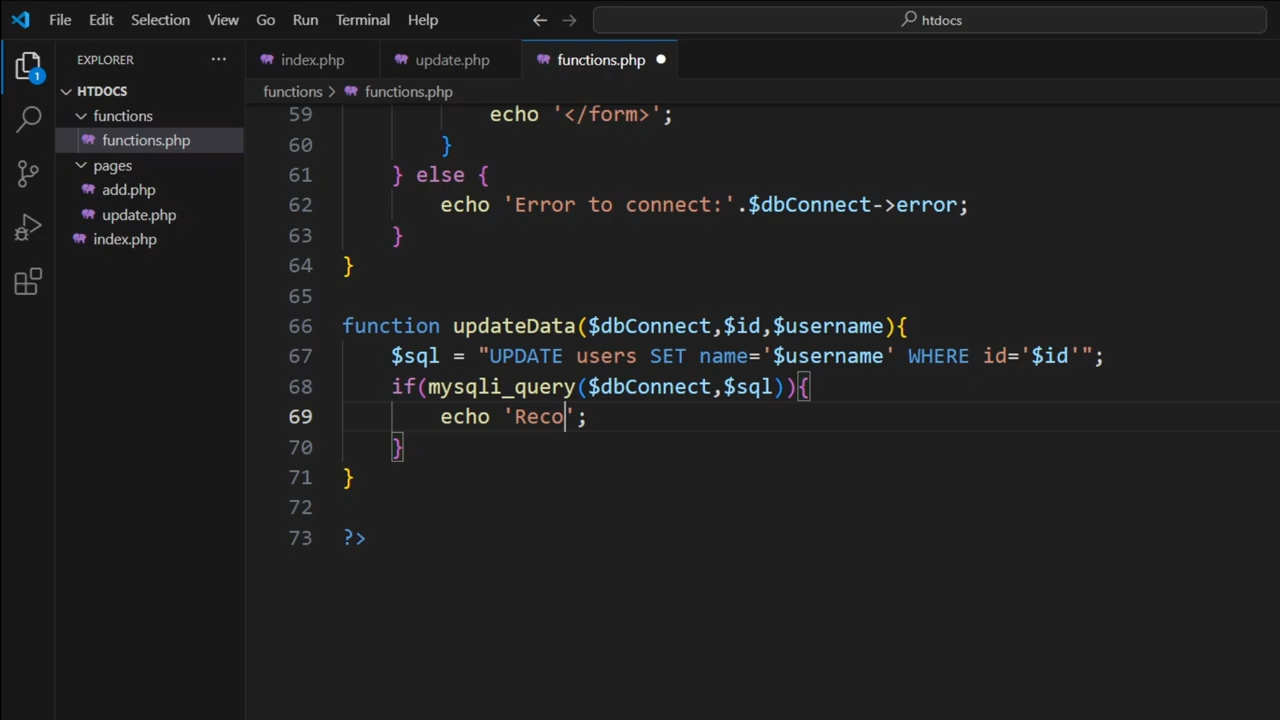 File Edit Selection View Go Run Terminal Help
htdocs
EXPLORER
index.php
update.php
functions.php
1
HTDOCS
functions > functions.php
functions
functions.php
pages
add.php
update.php
index.php
59 echo '</form>';
60 }
61 } else {
62 echo 'Error to connect:'.$dbConnect->error;
63 }
64 }
65
66 function updateData($dbConnect,$id,$username){
67 $sql = "UPDATE users SET name='$username' WHERE id='$id'";
68 if(mysqli_query($dbConnect,$sql)){
69 echo 'Reco';
70 }
71 }
72
73 ?>